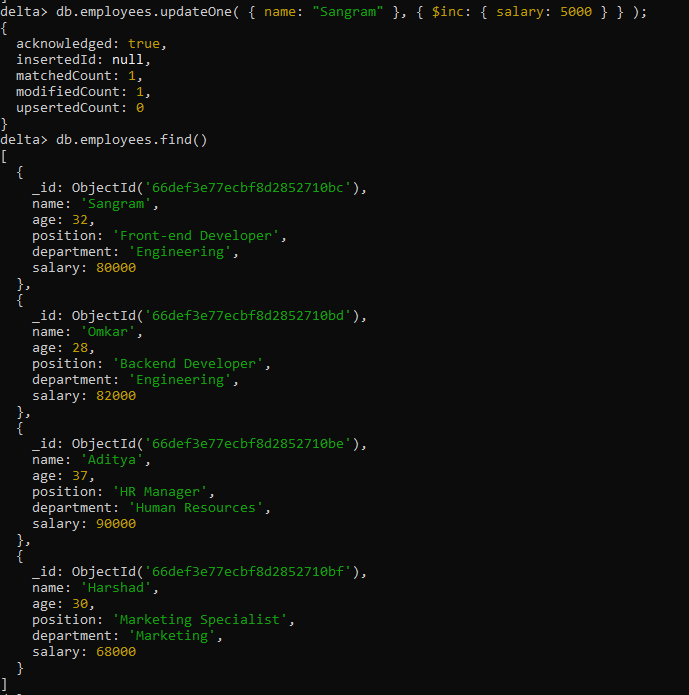 delta> db.employees.updateOne( { name: "Sangram" }, { $inc: { salary: 5000 } } );
{
  acknowledged: true,
  insertedId: null,
  matchedCount: 1,
  modifiedCount: 1,
  upsertedCount: 0
}
delta> db.employees.find()
[
  {
    _id: ObjectId('66def3e77ecbf8d2852710bc'),
    name: 'Sangram',
    age: 32,
    position: 'Front-end Developer',
    department: 'Engineering',
    salary: 80000
  },
  {
    _id: ObjectId('66def3e77ecbf8d2852710bd'),
    name: 'Omkar',
    age: 28,
    position: 'Backend Developer',
    department: 'Engineering',
    salary: 82000
  },
  {
    _id: ObjectId('66def3e77ecbf8d2852710be'),
    name: 'Aditya',
    age: 37,
    position: 'HR Manager',
    department: 'Human Resources',
    salary: 90000
  },
  {
    _id: ObjectId('66def3e77ecbf8d2852710bf'),
    name: 'Harshad',
    age: 30,
    position: 'Marketing Specialist',
    department: 'Marketing',
    salary: 68000
  }
]